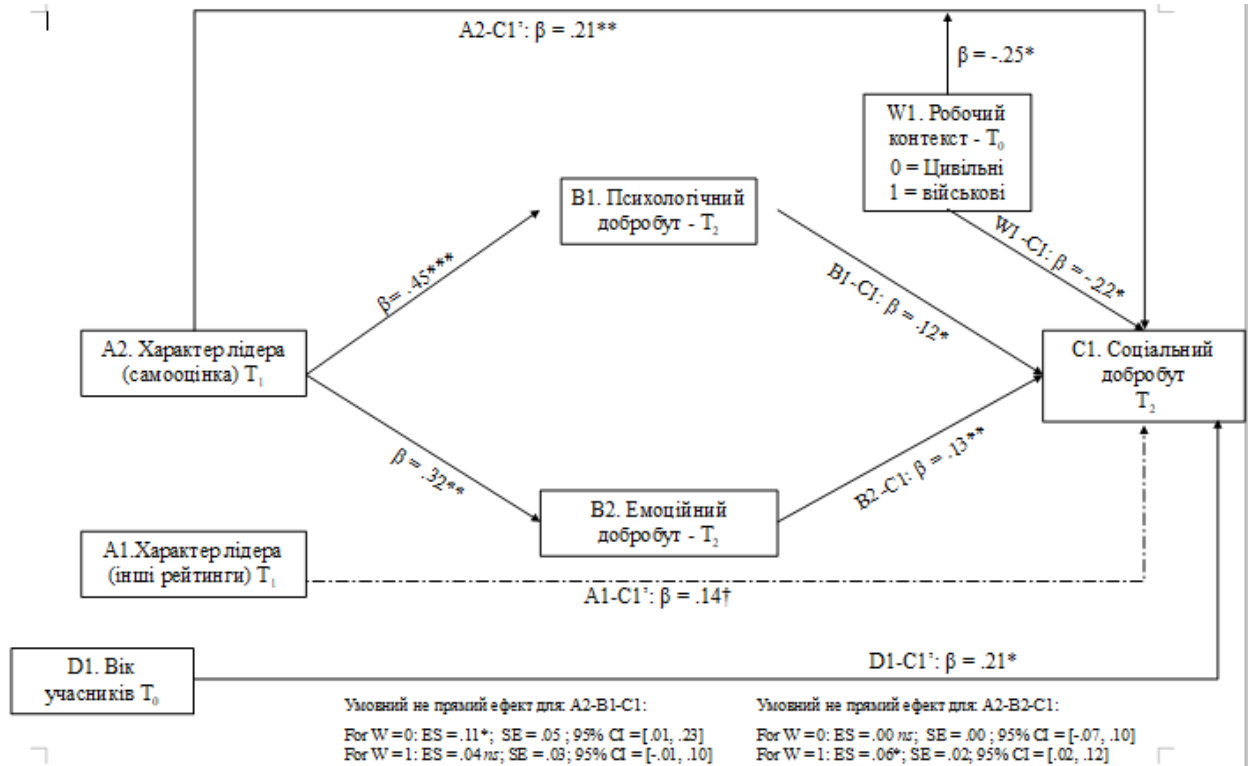 A2-C1’: β = .21**
β = -.25*
W1. Робочий
контекст - T₀
0 = Цивільні
1 = військові
B1. Психологічний
добробут - T₂
W1-C1: β = -.22*
B1-C1: β = .12*
β= .45***
A2. Характер лідера
(самооцінка) T₁
C1. Соціальний
добробут
T₂
β = .32**
B2-C1: β = .13**
B2. Емоційний
добробут - T₂
A1.Характер лідера
(інші рейтинги) T₁
A1-C1’: β = .14†
D1. Вік
учасників T₀
D1-C1’: β = .21*
Умовний не прямий ефект для: A2-B1-C1:
For W =0: ES = .11*; SE = .05 ; 95% CI = [.01, .23]
For W = 1: ES = .04 ns; SE = .03; 95% CI = [-.01, .10]
Умовний не прямий ефект для: A2-B2-C1:
For W =0: ES = .00 ns; SE = .00 ; 95% CI = [-.07, .10]
For W = 1: ES = .06*; SE = .02; 95% CI = [.02, .12]